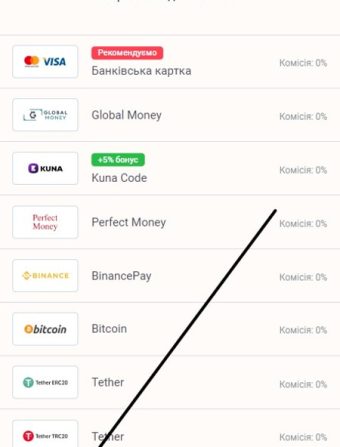 Рекомендуємо
VISA
Банківська картка
Комісія: 0%
GLOBAL
MONEY
Global Money
Комісія: 0%
+5% бонус
KUNA
Kuna Code
Комісія: 0%
Perfect
Money
Perfect Money
Комісія: 0%
BINANCE
BinancePay
Комісія: 0%
bitcoin
Bitcoin
Комісія: 0%
Tether ERC20
Tether
Комісія: 0%
Tether TRC20
Tether
Комісія: 0%